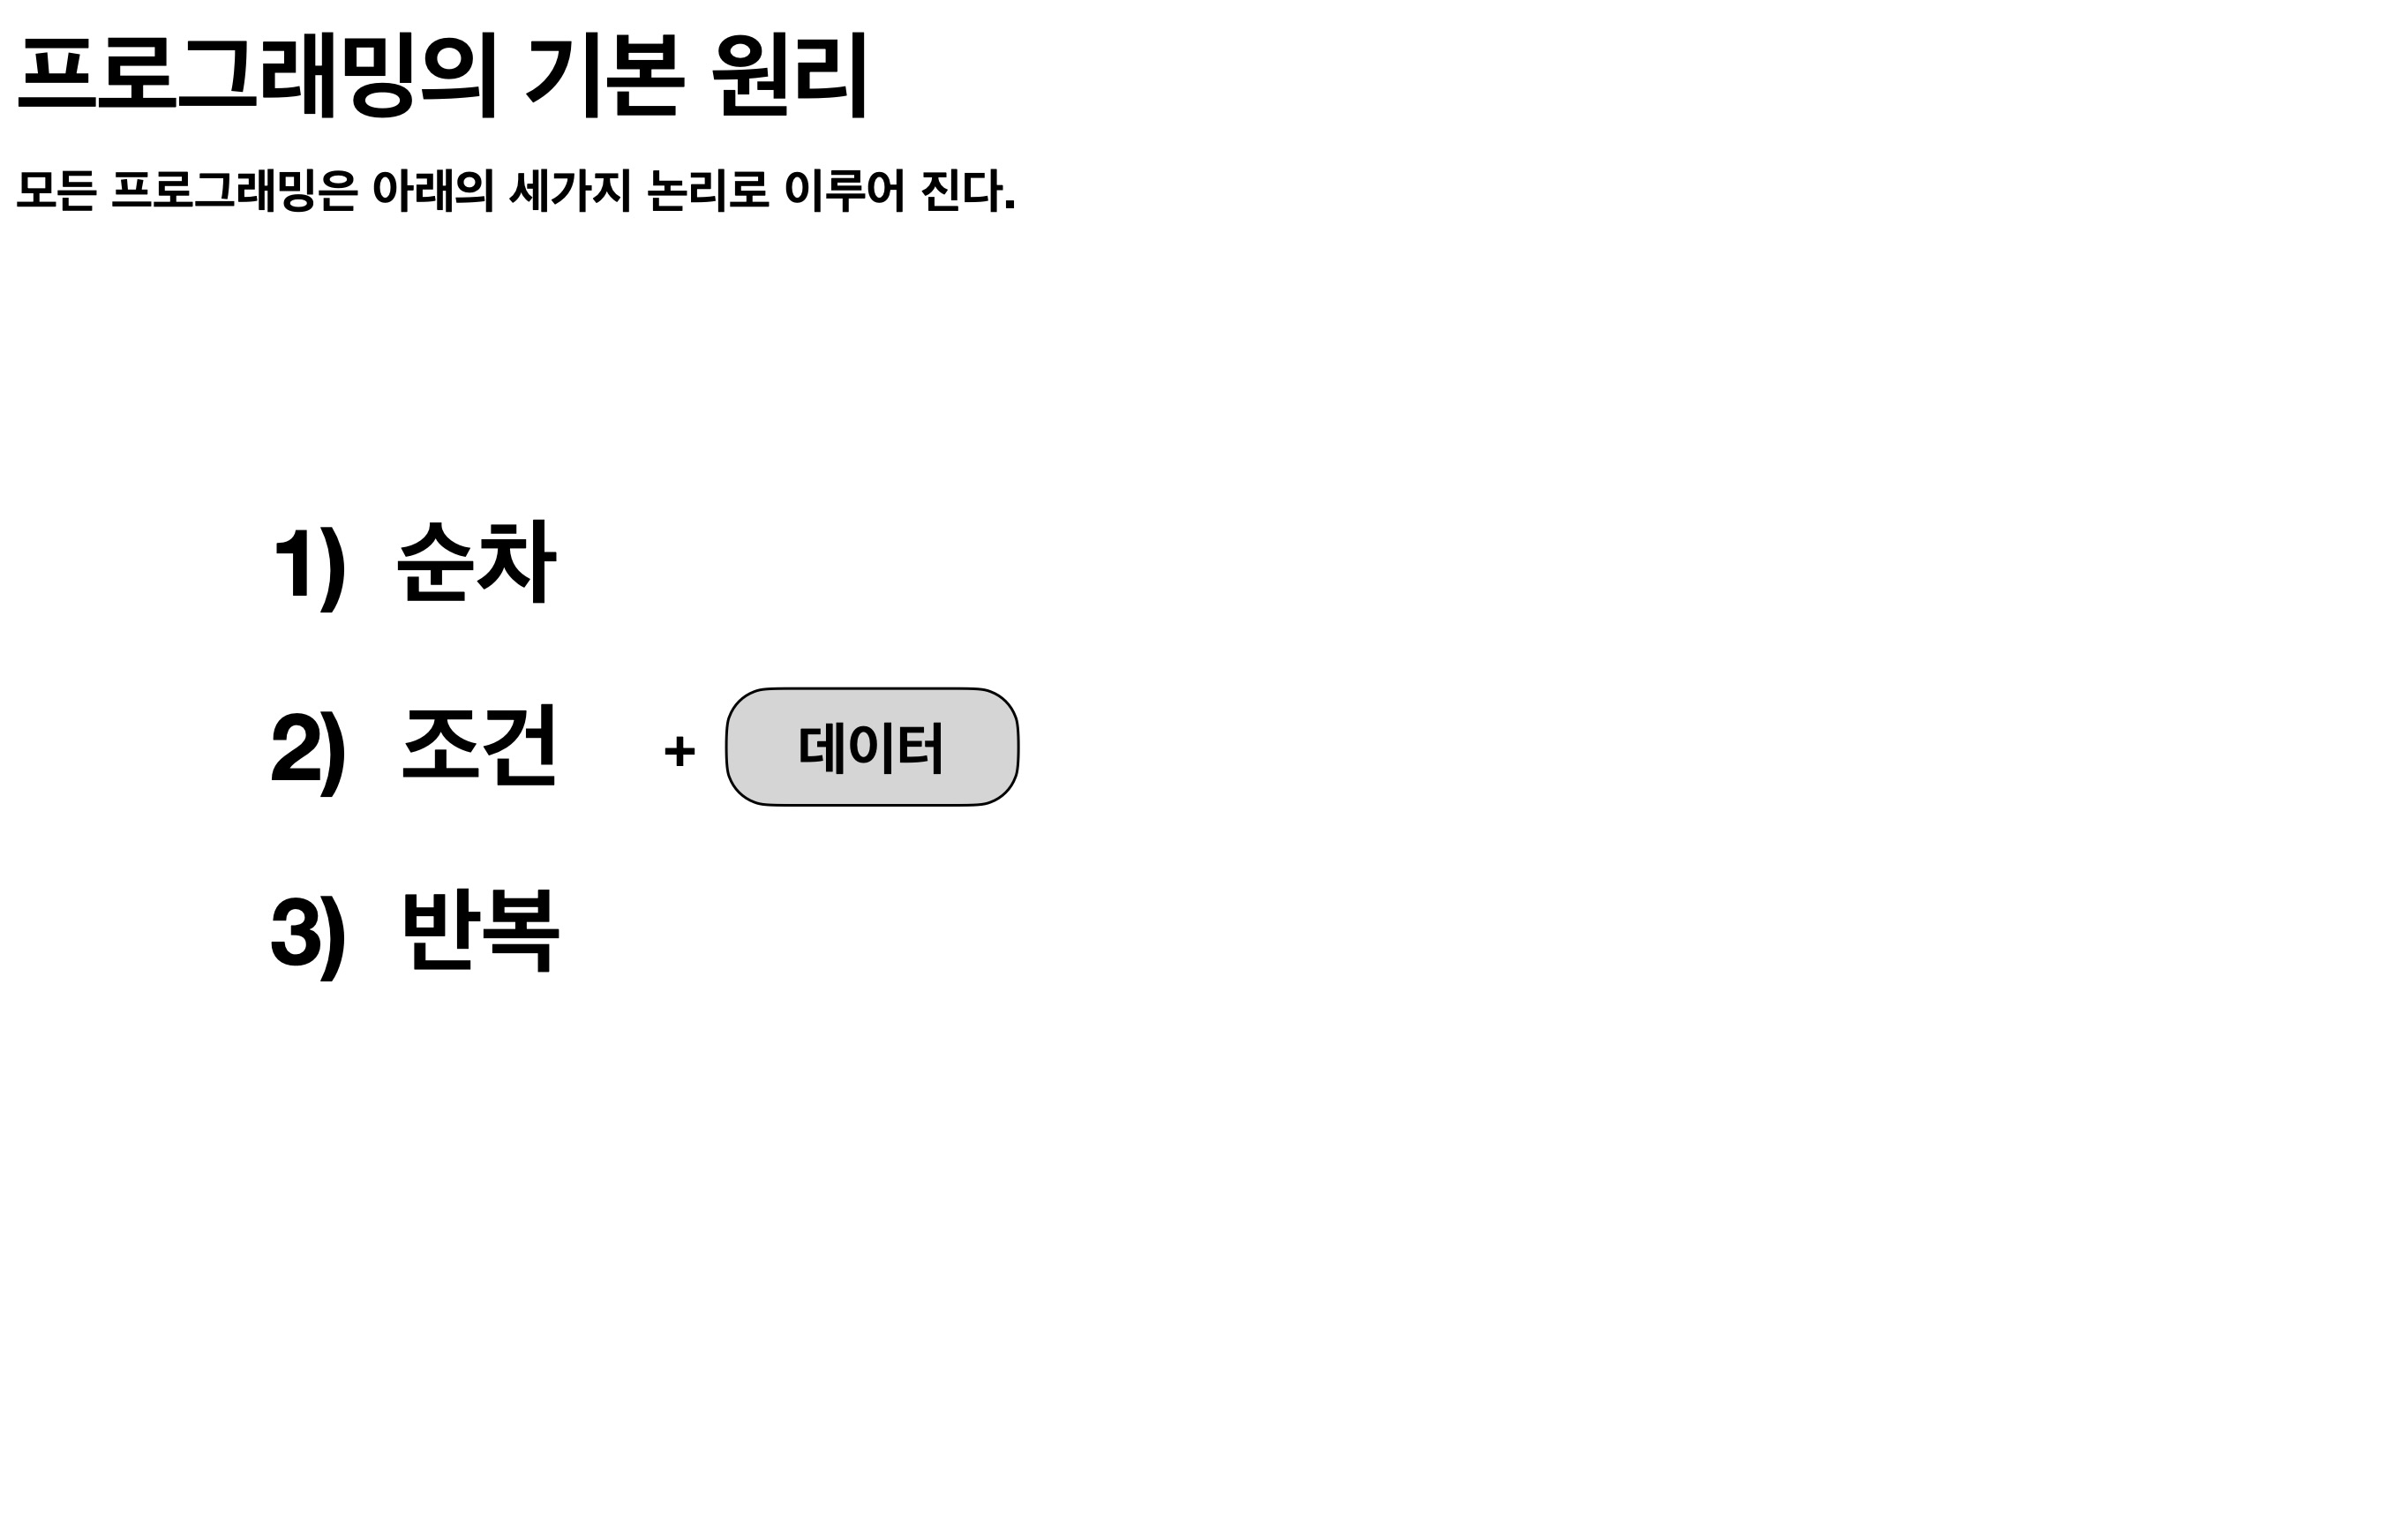 프로그래밍의 기본 원리
모든 프로그래밍은 아래의 세가지 논리로 이루어 진다.
1) 순차
2) 조건 + 데이터
3) 반복